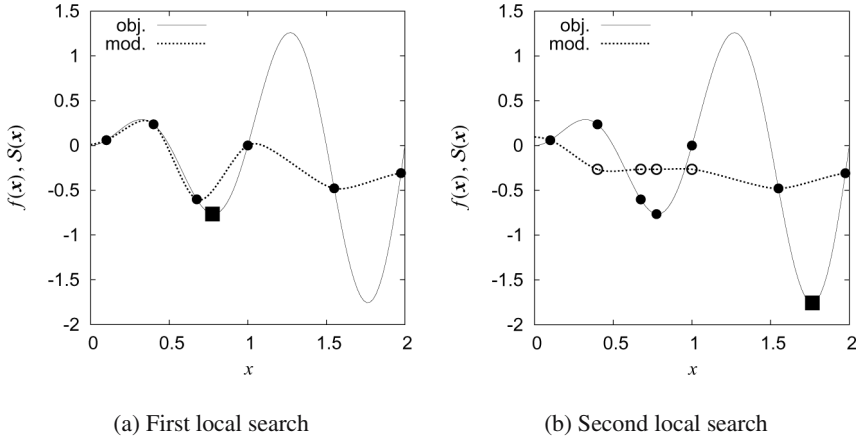 1.5
1
0.5
0
-0.5
-1
-1.5
-2
obj.
mod.
f(x), S(x)
0 0.5 1 1.5 2
x
(a) First local search
1.5
1
0.5
0
-0.5
-1
-1.5
-2
obj.
mod.
f(x), S(x)
0 0.5 1 1.5 2
x
(b) Second local search